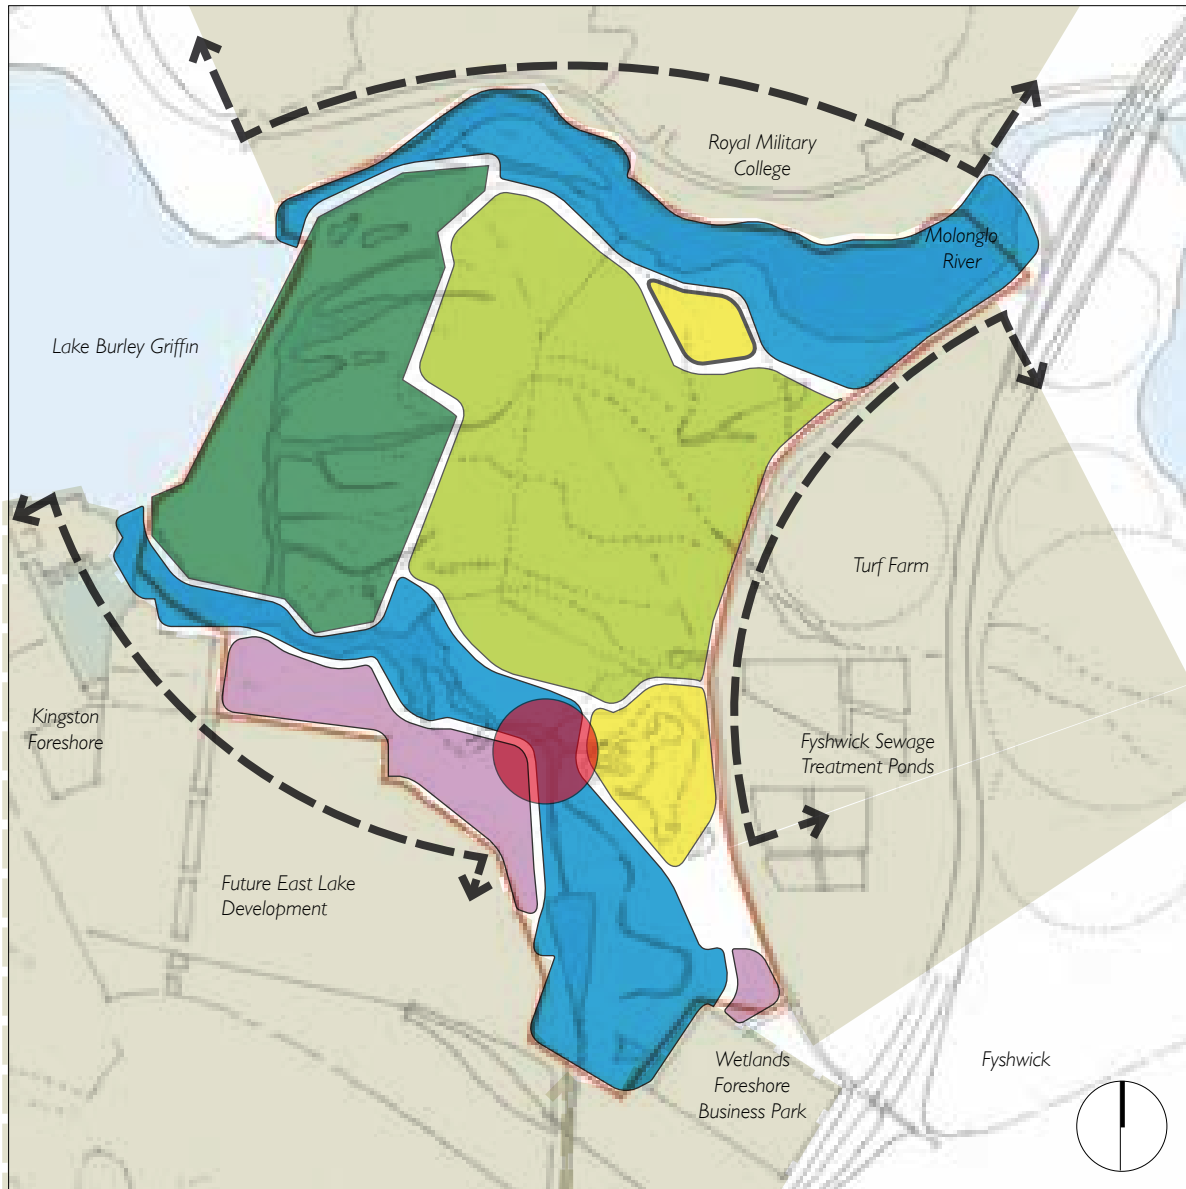 Royal Military
College
Molonglo
River
Lake Burley Griffin
Turf Farm
Kingston
Foreshore
Fyshwick Sewage
Treatment Ponds
Future East Lake
Development
Wetlands
Foreshore
Business Park
Fyshwick